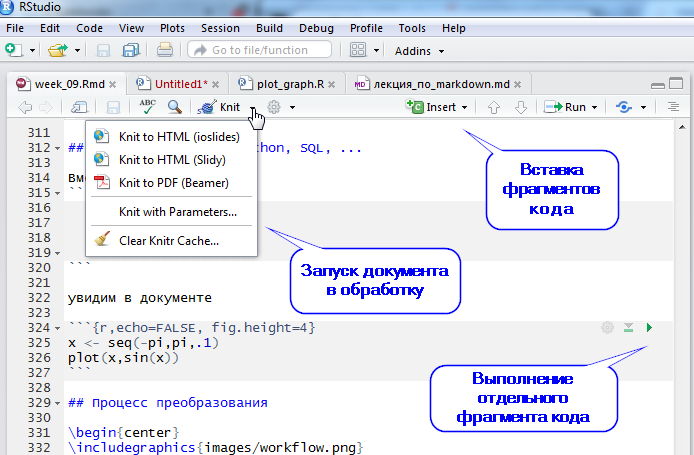 RStudio
File Edit Code View Plots Session Build Debug Profile Tools Help
Go to file/function Addins
week_09.Rmd Untitled1* plot_graph.R лекция_по_markdown.md
ABC Knit Insert Run
Knit to HTML (ioslides)
Knit to HTML (Slidy)
Knit to PDF (Beamer)
Knit with Parameters...
Clear Knitr Cache...
311
312 ## thon, SQL, ...
313
314 Вме
315 ```
316
317
318
319
320 ```
321
322 увидим в документе
323
324 ```{r,echo=FALSE, fig.height=4}
325 x <- seq(-pi,pi,.1)
326 plot(x,sin(x))
327 ```
328
329 ## Процесс преобразования
330
331 \begin{center}
332 \includegraphics{images/workflow.png}
Вставка
фрагментов
кода
Запуск документа
в обработку
Выполнение
отдельного
фрагмента кода